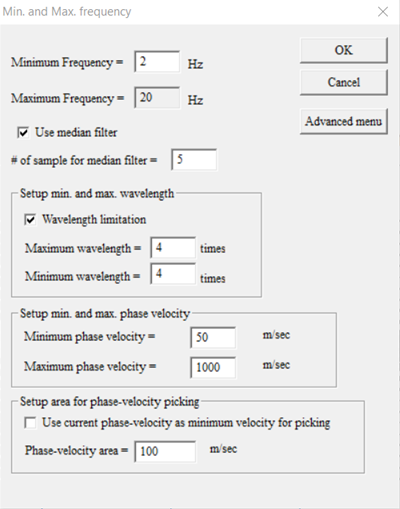 Min. and Max. frequency
OK
Minimum Frequency = 2 Hz
Cancel
Maximum Frequency = 20 Hz
Advanced menu
Use median filter
# of sample for median filter = 5
Setup min. and max. wavelength
Wavelength limitation
Maximum wavelength = 4 times
Minimum wavelength = 4 times
Setup min. and max. phase velocity
Minimum phase velocity = 50 m/sec
Maximum phase velocity = 1000 m/sec
Setup area for phase-velocity picking
Use current phase-velocity as minimum velocity for picking
Phase-velocity area = 100 m/sec